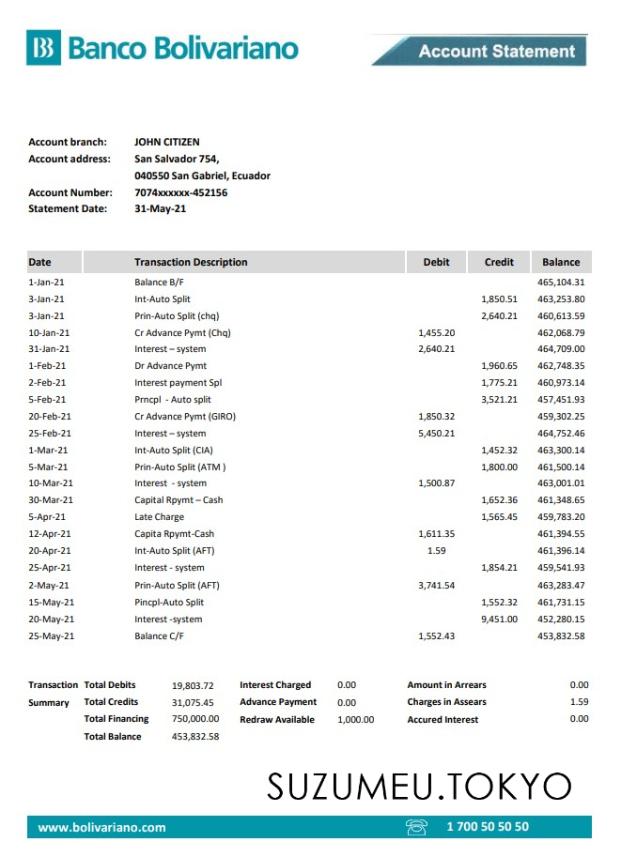 Banco Bolivariano
Account Statement
Account branch: JOHN CITIZEN
Account address: San Salvador 754,
040550 San Gabriel, Ecuador
Account Number: 7074xxxxxx-452156
Statement Date: 31-May-21
Date Transaction Description Debit Credit Balance
1-Jan-21 Balance B/F 465,104.31
3-Jan-21 Int-Auto Split 1,850.51 463,253.80
3-Jan-21 Prin-Auto Split (chq) 2,640.21 460,613.59
10-Jan-21 Cr Advance Pymt (Chq) 1,455.20 462,068.79
31-Jan-21 Interest – system 2,640.21 464,709.00
1-Feb-21 Dr Advance Pymt 1,960.65 462,748.35
2-Feb-21 Interest payment Spl 1,775.21 460,973.14
5-Feb-21 Prncpl - Auto split 3,521.21 457,451.93
20-Feb-21 Cr Advance Pymt (GIRO) 1,850.32 459,302.25
25-Feb-21 Interest – system 5,450.21 464,752.46
1-Mar-21 Int-Auto Split (CIA) 1,452.32 463,300.14
5-Mar-21 Prin-Auto Split (ATM ) 1,800.00 461,500.14
10-Mar-21 Interest - system 1,500.87 463,001.01
30-Mar-21 Capital Rpymt – Cash 1,652.36 461,348.65
5-Apr-21 Late Charge 1,565.45 459,783.20
12-Apr-21 Capita Rpymt-Cash 1,611.35 461,394.55
20-Apr-21 Int-Auto Split (AFT) 1.59 461,396.14
25-Apr-21 Interest - system 1,854.21 459,541.93
2-May-21 Prin-Auto Split (AFT) 3,741.54 463,283.47
15-May-21 Pincpl-Auto Split 1,552.32 461,731.15
20-May-21 Interest -system 9,451.00 452,280.15
25-May-21 Balance C/F 1,552.43 453,832.58
Transaction Total Debits 19,803.72 Interest Charged 0.00 Amount in Arrears 0.00
Summary Total Credits 31,075.45 Advance Payment 0.00 Charges in Assears 1.59
Total Financing 750,000.00 Redraw Available 1,000.00 Accured Interest 0.00
Total Balance 453,832.58
SUZUMEU.TOKYO
www.bolivariano.com 1 700 50 50 50